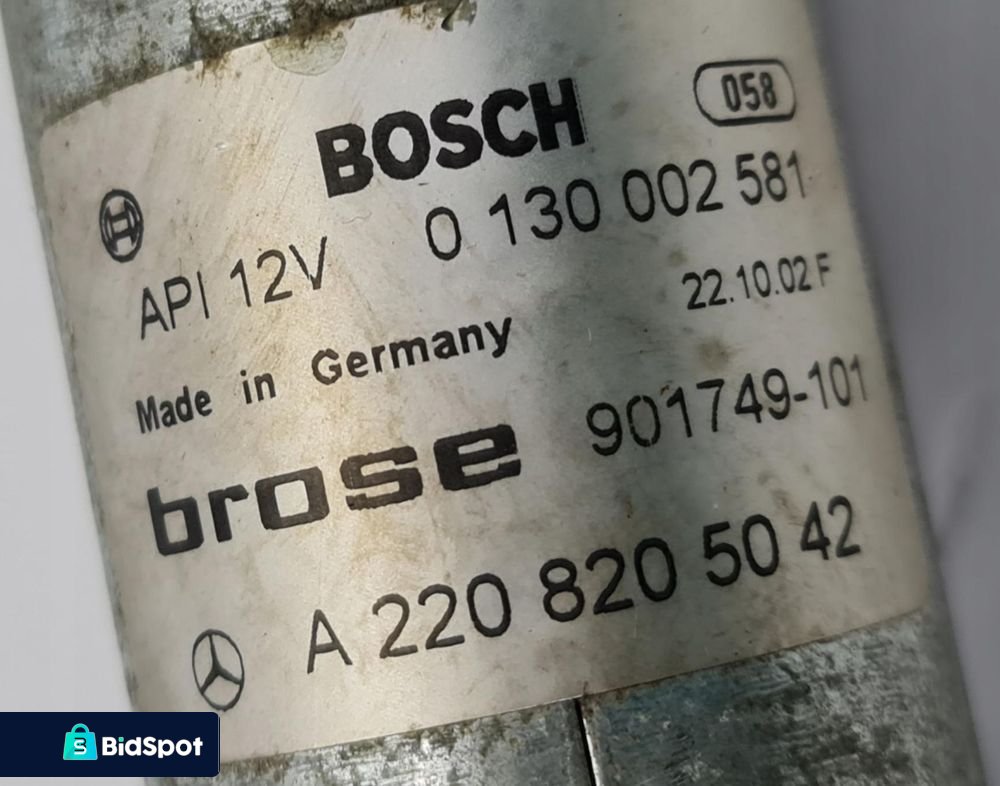 058
BOSCH
API 12V 0 130 002 581
22.10.02 F
Made in Germany
brose 901749-101
A 220 820 50 42
BidSpot